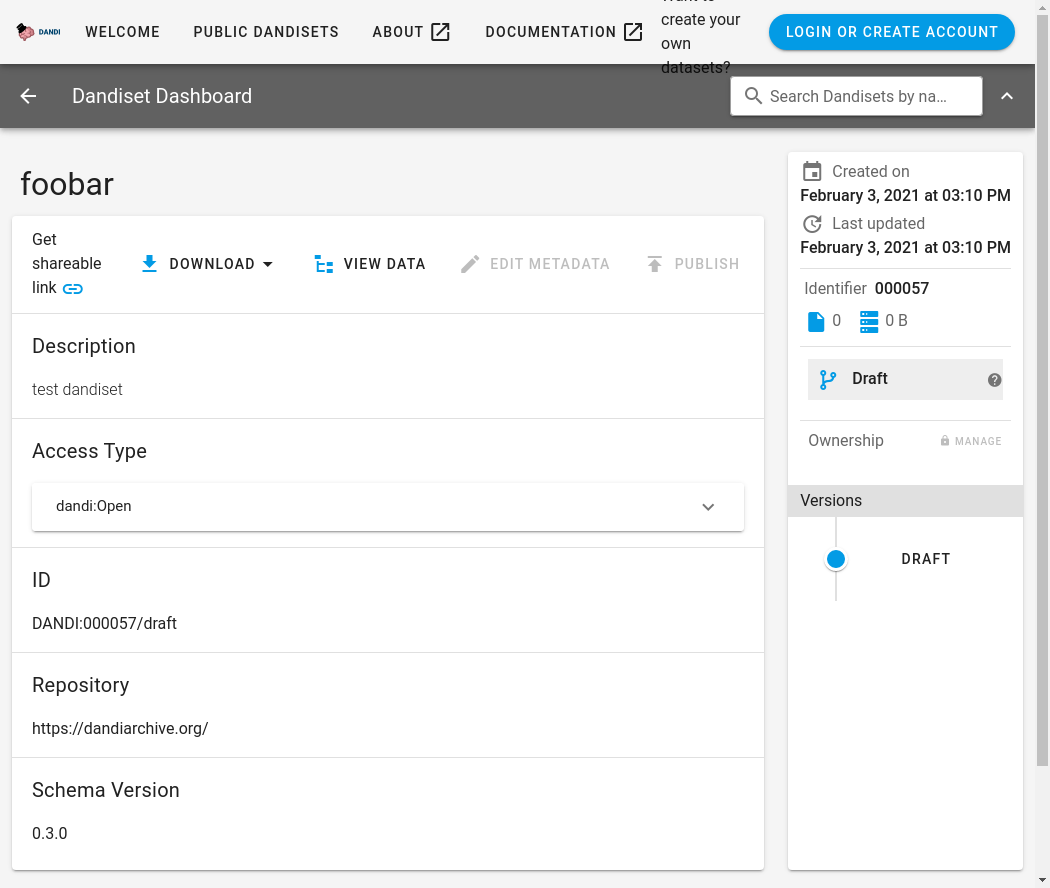 DANDI
WELCOME
PUBLIC DANDISETS
ABOUT
DOCUMENTATION
create your
own
datasets?
LOGIN OR CREATE ACCOUNT
Dandiset Dashboard
Search Dandisets by na…
foobar
Get
shareable
link
DOWNLOAD
VIEW DATA
EDIT METADATA
PUBLISH
Description
test dandiset
Access Type
dandi:Open
ID
DANDI:000057/draft
Repository
https://dandiarchive.org/
Schema Version
0.3.0
Created on
February 3, 2021 at 03:10 PM
Last updated
February 3, 2021 at 03:10 PM
Identifier 000057
0
0 B
Draft
Ownership
MANAGE
Versions
DRAFT